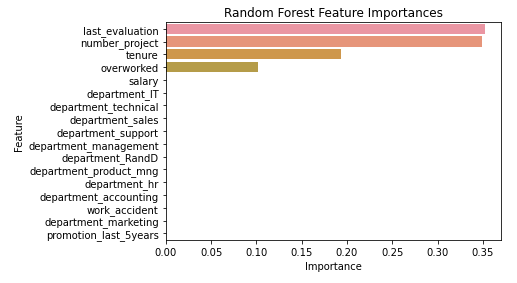 Random Forest Feature Importances
last_evaluation
number_project
tenure
overworked
salary
department_IT
department_technical
department_sales
department_support
department_management
department_RandD
department_product_mng
department_hr
department_accounting
work_accident
department_marketing
promotion_last_5years
Feature
0.00 0.05 0.10 0.15 0.20 0.25 0.30 0.35
Importance